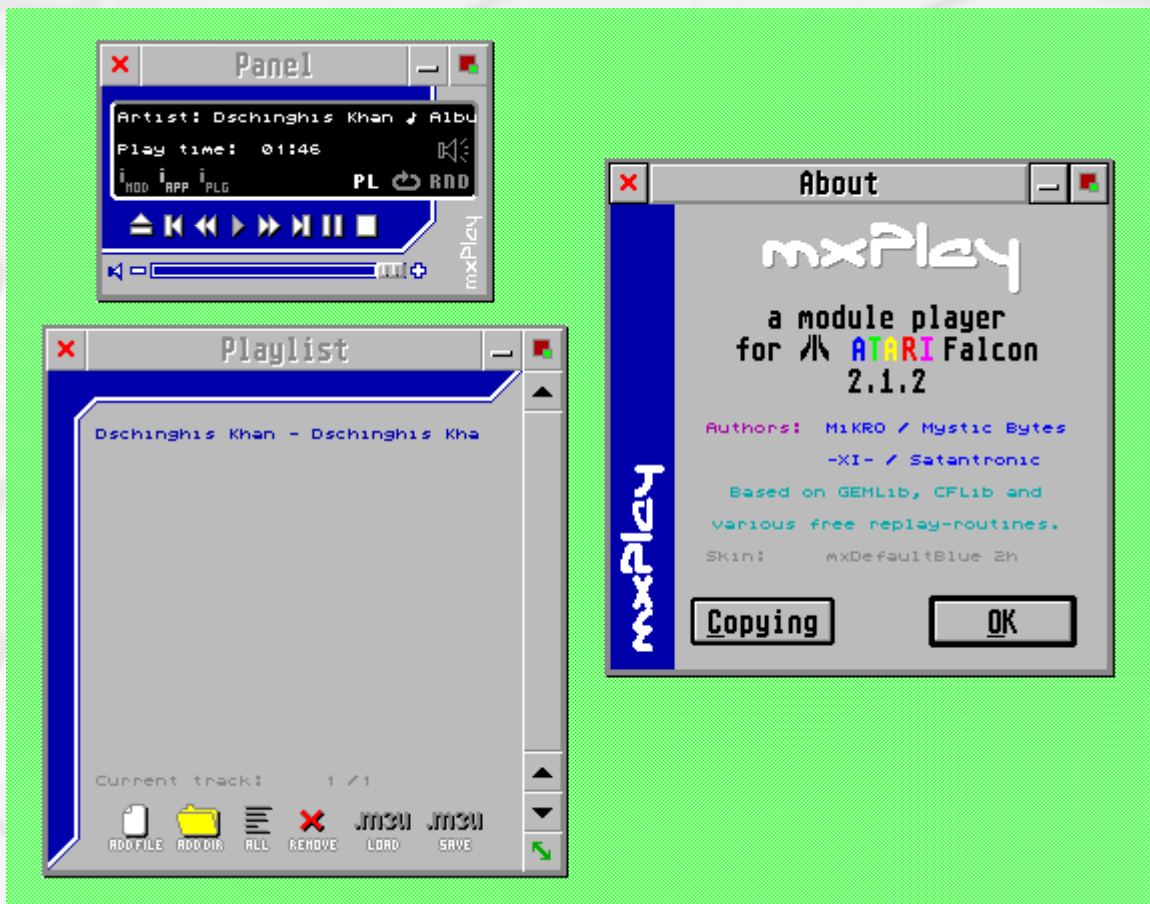 Panel
Artist: Dschinghis Khan ♪ Albu
Play time: 01:46
iMOD iAPP iPLG PL RND
mxPlay
Playlist
Dschinghis Khan - Dschinghis Kha
Current track: 1 /1
ADD FILE ADD DIR ALL REMOVE .m3u LOAD .m3u SAVE
About
mxPlay
mxPlay
a module player
for ATARI Falcon
2.1.2
Authors: MiKRO / Mystic Bytes
-XI- / Satantronic
Based on GEMLib, CFLib and
various free replay-routines.
Skin: mxDefaultBlue 2h
Copying OK